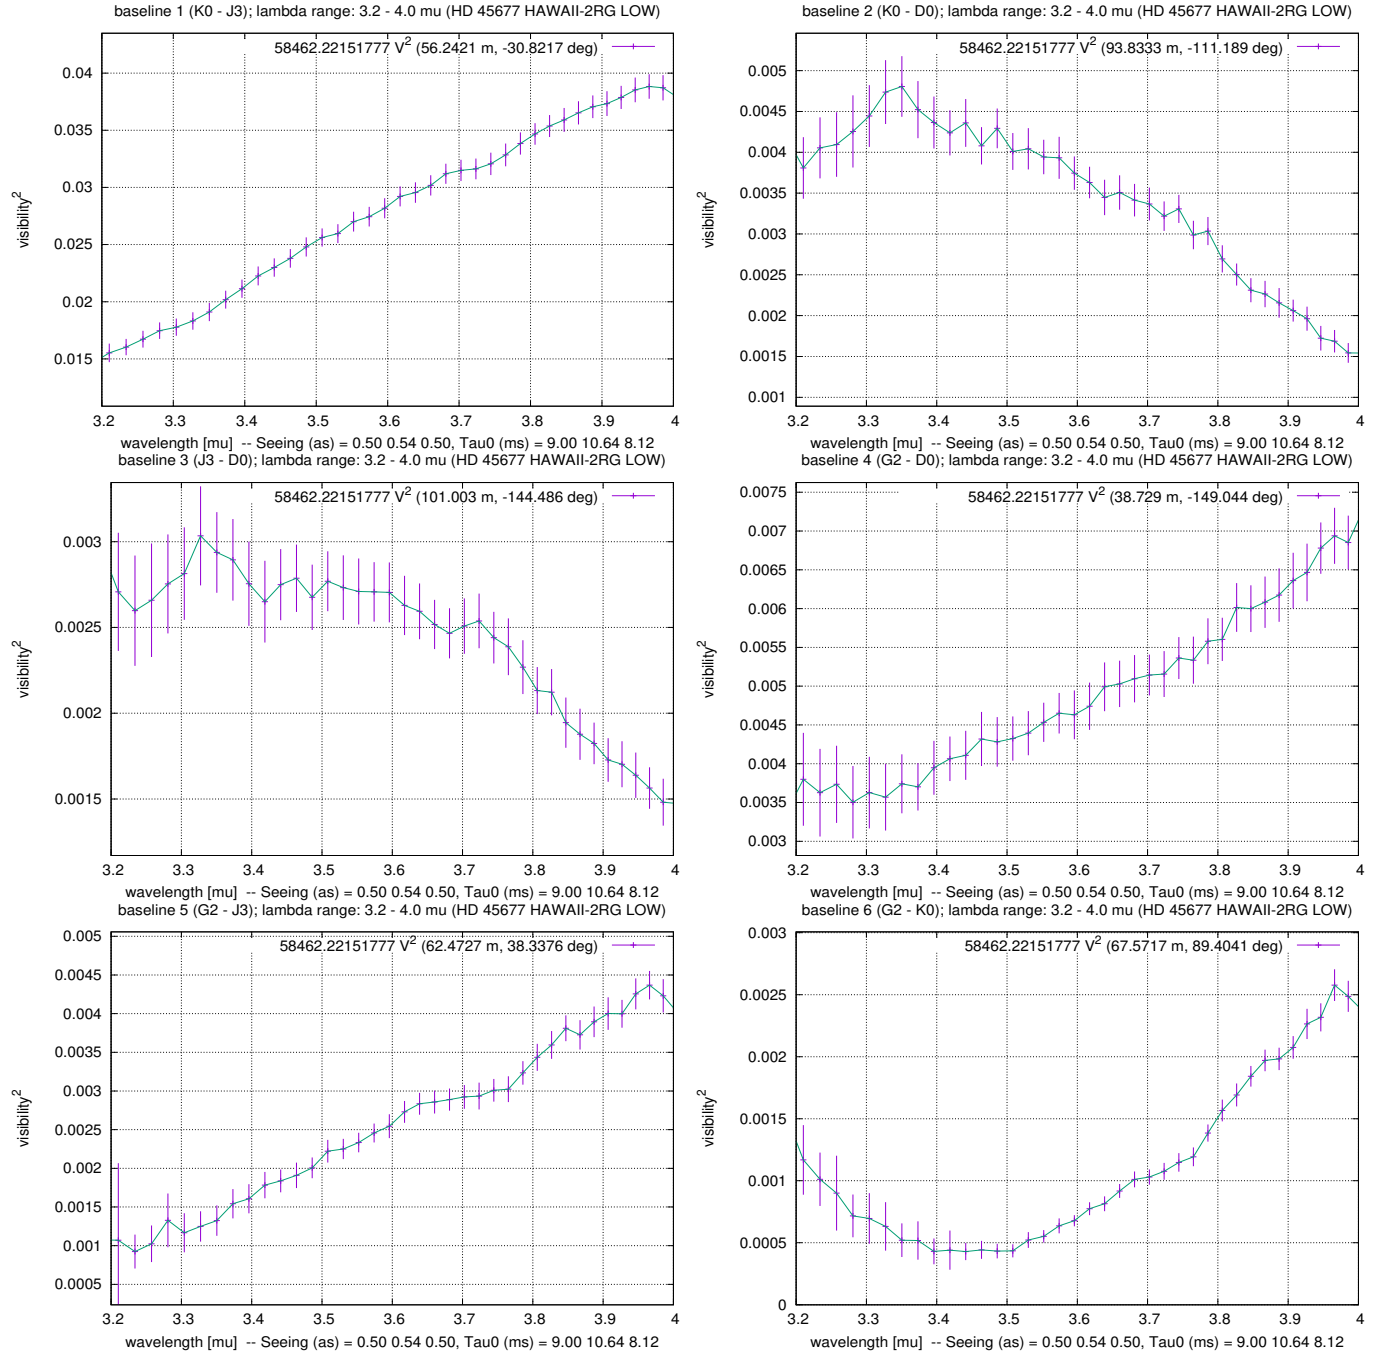 baseline 1 (K0 - J3); lambda range: 3.2 - 4.0 mu (HD 45677 HAWAII-2RG LOW)
58462.22151777 V² (56.2421 m, -30.8217 deg)
visibility²
0.04
0.035
0.03
0.025
0.02
0.015
3.2 3.3 3.4 3.5 3.6 3.7 3.8 3.9 4
wavelength [mu] -- Seeing (as) = 0.50 0.54 0.50, Tau0 (ms) = 9.00 10.64 8.12
baseline 2 (K0 - D0); lambda range: 3.2 - 4.0 mu (HD 45677 HAWAII-2RG LOW)
58462.22151777 V² (93.8333 m, -111.189 deg)
visibility²
0.005
0.0045
0.004
0.0035
0.003
0.0025
0.002
0.0015
0.001
3.2 3.3 3.4 3.5 3.6 3.7 3.8 3.9 4
wavelength [mu] -- Seeing (as) = 0.50 0.54 0.50, Tau0 (ms) = 9.00 10.64 8.12
baseline 3 (J3 - D0); lambda range: 3.2 - 4.0 mu (HD 45677 HAWAII-2RG LOW)
58462.22151777 V² (101.003 m, -144.486 deg)
visibility²
0.003
0.0025
0.002
0.0015
3.2 3.3 3.4 3.5 3.6 3.7 3.8 3.9 4
wavelength [mu] -- Seeing (as) = 0.50 0.54 0.50, Tau0 (ms) = 9.00 10.64 8.12
baseline 4 (G2 - D0); lambda range: 3.2 - 4.0 mu (HD 45677 HAWAII-2RG LOW)
58462.22151777 V² (38.729 m, -149.044 deg)
visibility²
0.0075
0.007
0.0065
0.006
0.0055
0.005
0.0045
0.004
0.0035
0.003
3.2 3.3 3.4 3.5 3.6 3.7 3.8 3.9 4
wavelength [mu] -- Seeing (as) = 0.50 0.54 0.50, Tau0 (ms) = 9.00 10.64 8.12
baseline 5 (G2 - J3); lambda range: 3.2 - 4.0 mu (HD 45677 HAWAII-2RG LOW)
58462.22151777 V² (62.4727 m, 38.3376 deg)
visibility²
0.005
0.0045
0.004
0.0035
0.003
0.0025
0.002
0.0015
0.001
0.0005
3.2 3.3 3.4 3.5 3.6 3.7 3.8 3.9 4
wavelength [mu] -- Seeing (as) = 0.50 0.54 0.50, Tau0 (ms) = 9.00 10.64 8.12
baseline 6 (G2 - K0); lambda range: 3.2 - 4.0 mu (HD 45677 HAWAII-2RG LOW)
58462.22151777 V² (67.5717 m, 89.4041 deg)
visibility²
0.003
0.0025
0.002
0.0015
0.001
0.0005
0
3.2 3.3 3.4 3.5 3.6 3.7 3.8 3.9 4
wavelength [mu] -- Seeing (as) = 0.50 0.54 0.50, Tau0 (ms) = 9.00 10.64 8.12